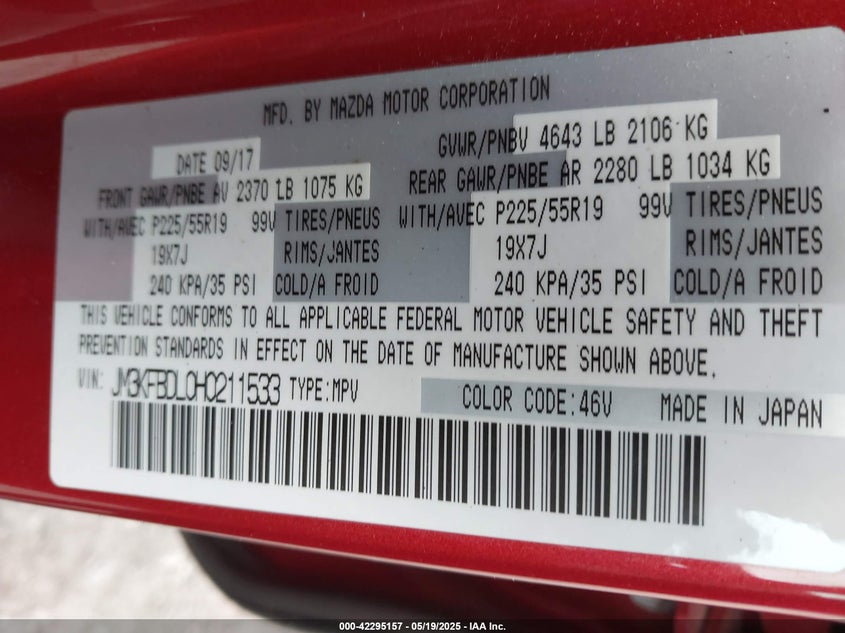 MFD. BY MAZDA MOTOR CORPORATION
DATE 09/17 GVWR/PNBV 4643 LB 2106 KG
FRONT GAWR/PNBE AV 2370 LB 1075 KG REAR GAWR/PNBE AR 2280 LB 1034 KG
WITH/AVEC P225/55R19 99V TIRES/PNEUS WITH/AVEC P225/55R19 99V TIRES/PNEUS
19X7J RIMS/JANTES 19X7J RIMS/JANTES
240 KPA/35 PSI COLD/A FROID 240 KPA/35 PSI COLD/A FROID
THIS VEHICLE CONFORMS TO ALL APPLICABLE FEDERAL MOTOR VEHICLE SAFETY AND THEFT
PREVENTION STANDARDS IN EFFECT ON THE DATE OF MANUFACTURE SHOWN ABOVE.
VIN: JM3KFBDL0H0211533 TYPE:MPV COLOR CODE:46V MADE IN JAPAN
000-42295157 - 05/19/2025 - IAA Inc.